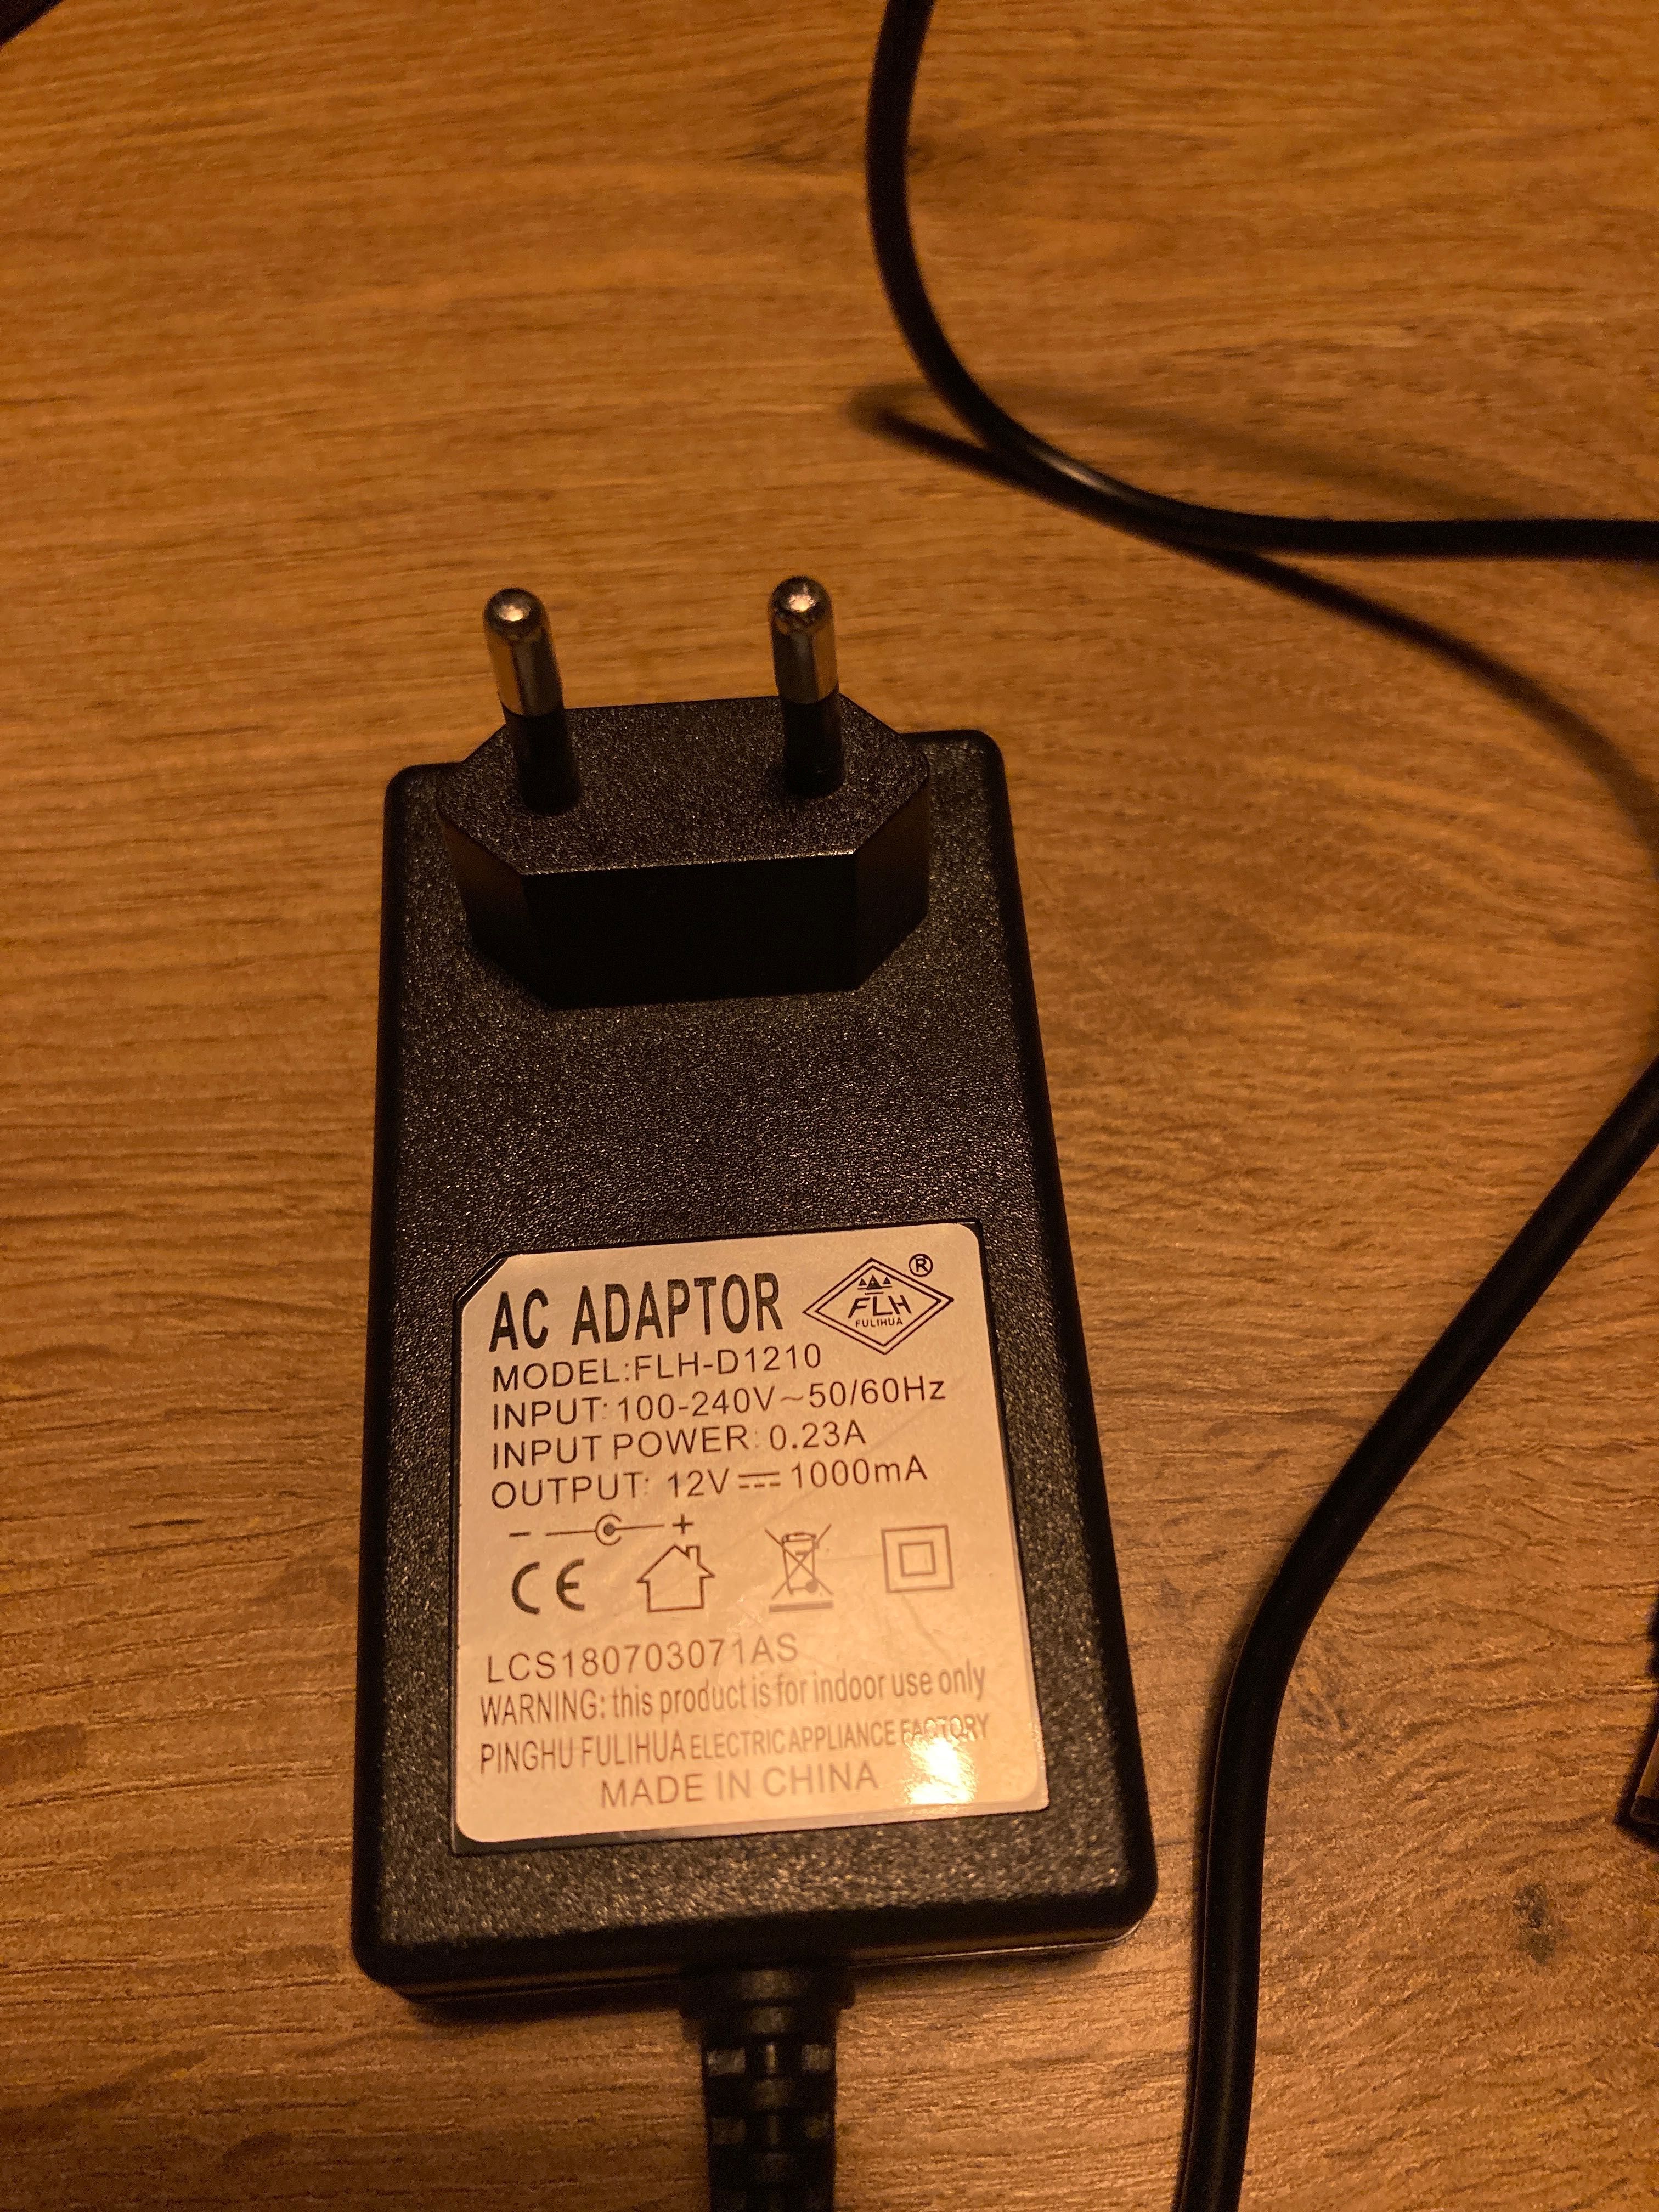 AC ADAPTOR
®
FLH
FULIHUA
MODEL:FLH-D1210
INPUT: 100-240V~50/60Hz
INPUT POWER: 0.23A
OUTPUT: 12V⎓1000mA
- +
CE
LCS180703071AS
WARNING: this product is for indoor use only
PINGHU FULIHUA ELECTRIC APPLIANCE FACTORY
MADE IN CHINA